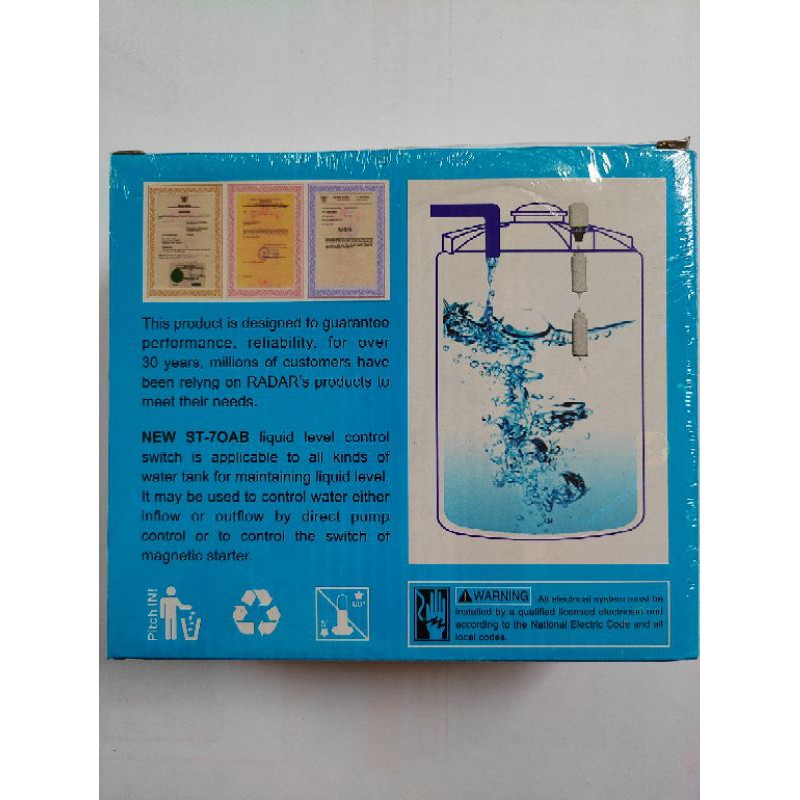 This product is designed to guarantee
performance, reliability, for over
30 years, millions of customers have
been relyng on RADAR's products to
meet their needs.
NEW ST-7OAB liquid level control
switch is applicable to all kinds of
water tank for maintaining liquid level.
It may be used to control water either
inflow or outflow by direct pump
control or to control the switch of
magnetic starter.
Pitch IN!
WARNING All electrical system must be
installed by a qualified licensed electrician and
according to the National Electric Code and all
local codes.